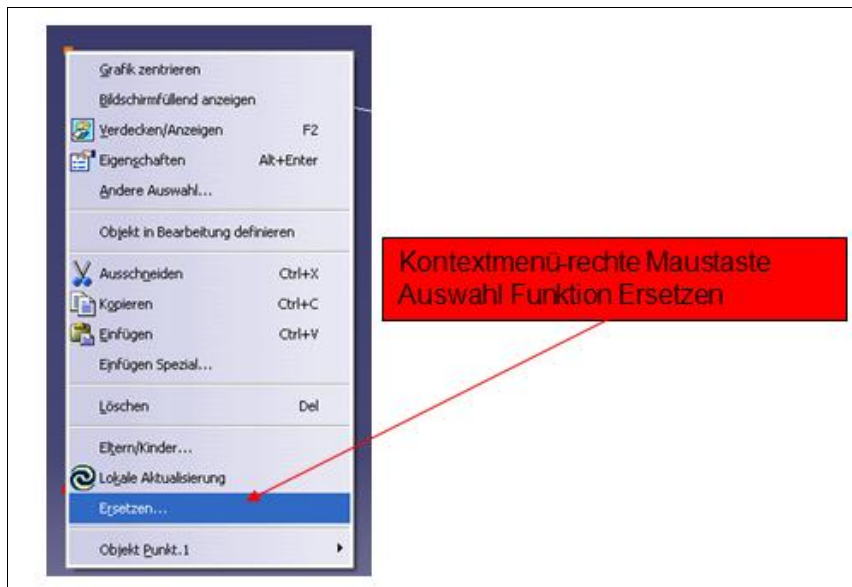 Grafik zentrieren
Bildschirmfüllend anzeigen
Verdecken/Anzeigen F2
Eigenschaften Alt+Enter
Andere Auswahl...
Objekt in Bearbeitung definieren
Ausschneiden Ctrl+X
Kopieren Ctrl+C
Einfügen Ctrl+V
Einfügen Spezial...
Löschen Del
Eltern/Kinder...
Lokale Aktualisierung
Ersetzen...
Objekt Punkt.1
Kontextmenü-rechte Maustaste
Auswahl Funktion Ersetzen